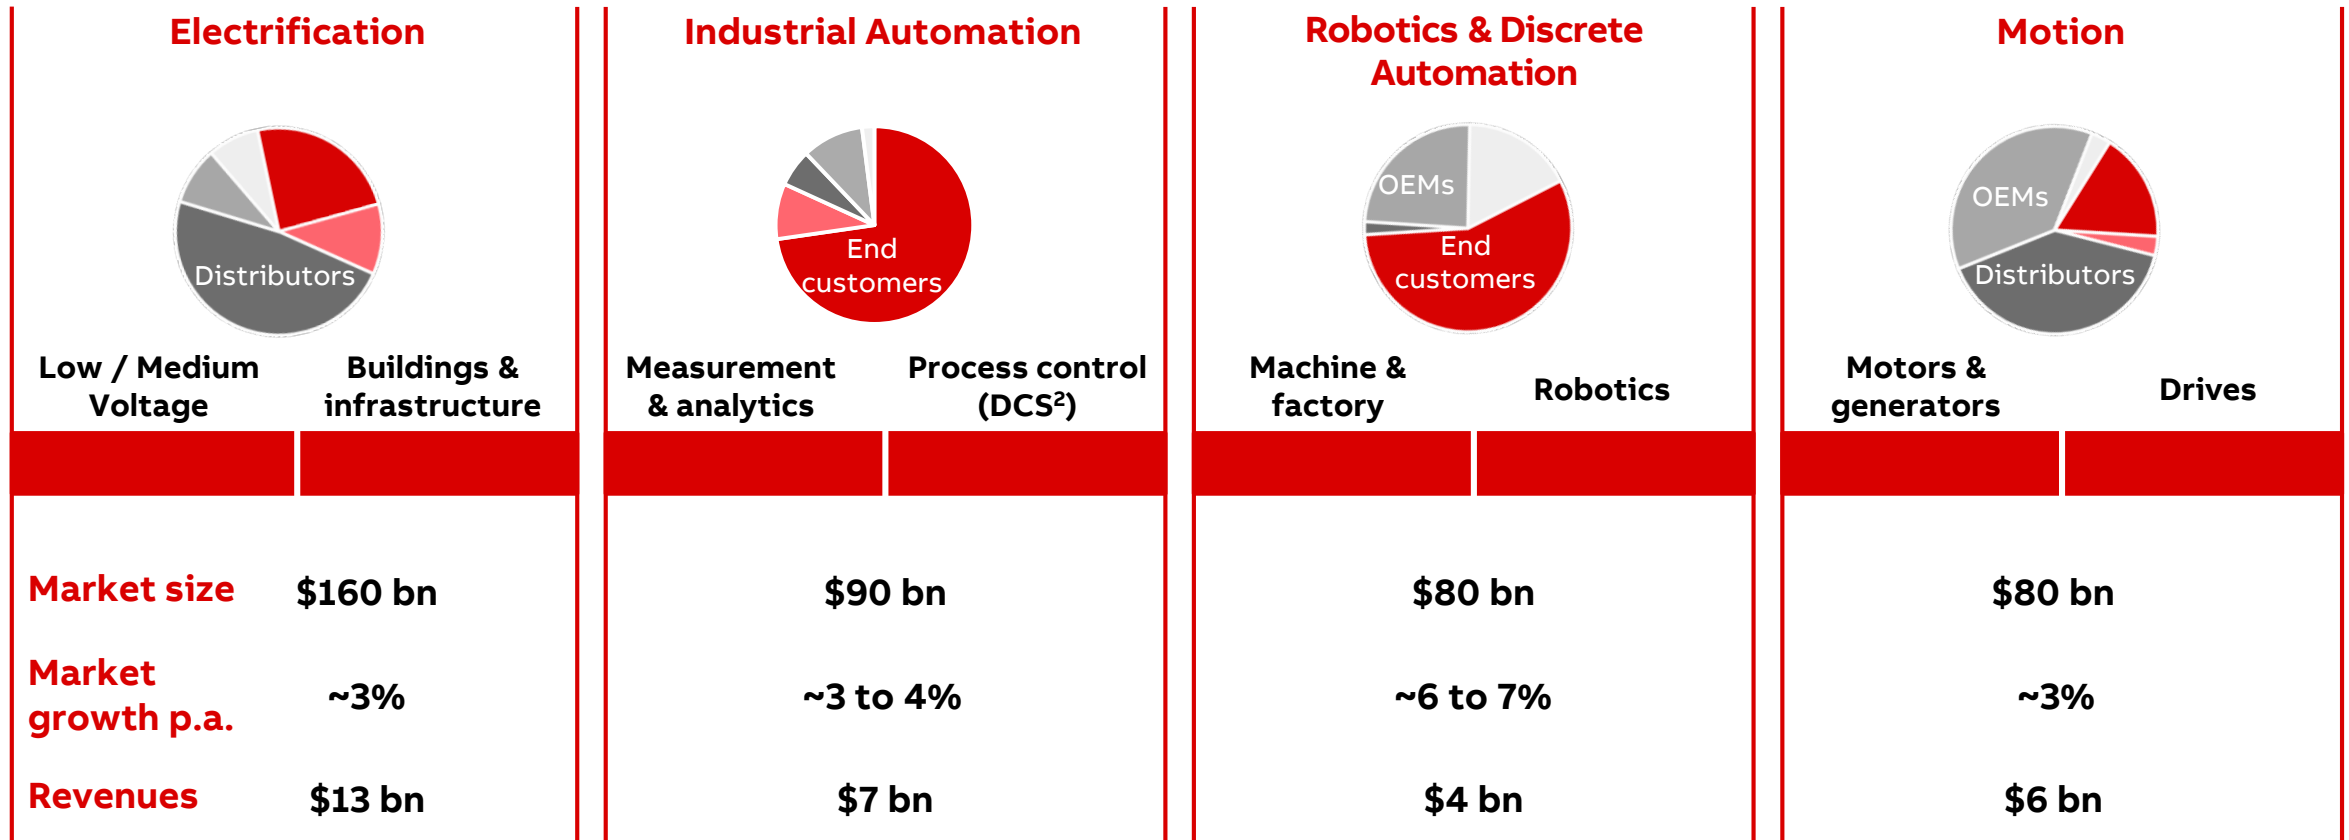 Electrification
Distributors
Low / Medium
Voltage
Buildings &
infrastructure
Industrial Automation
End
customers
Measurement
& analytics
Process control
(DCS²)
Robotics & Discrete
Automation
OEMs
End
customers
Machine &
factory
Robotics
Motion
OEMs
Distributors
Motors &
generators
Drives
Market size
$160 bn
$90 bn
$80 bn
$80 bn
Market
growth p.a.
~3%
~3 to 4%
~6 to 7%
~3%
Revenues
$13 bn
$7 bn
$4 bn
$6 bn